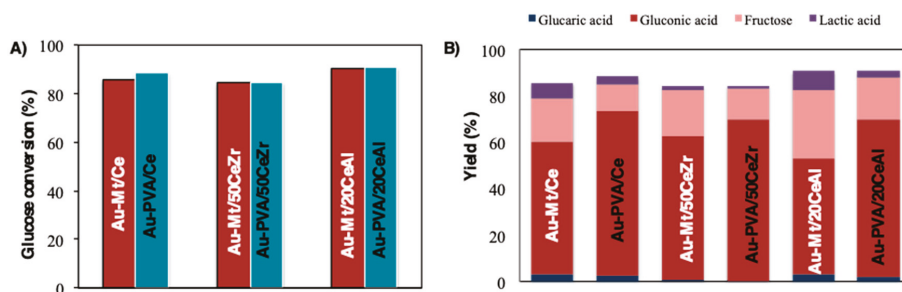 Glucaric acid Gluconic acid Fructose Lactic acid
A)
Glucose conversion (%)
100
80
60
40
20
0
Au-Mt/Ce
Au-PVA/Ce
Au-Mt/50CeZr
Au-PVA/50CeZr
Au-Mt/20CeAl
Au-PVA/20CeAl
B)
Yield (%)
100
80
60
40
20
0
Au-Mt/Ce
Au-PVA/Ce
Au-Mt/50CeZr
Au-PVA/50CeZr
Au-Mt/20CeAl
Au-PVA/20CeAl